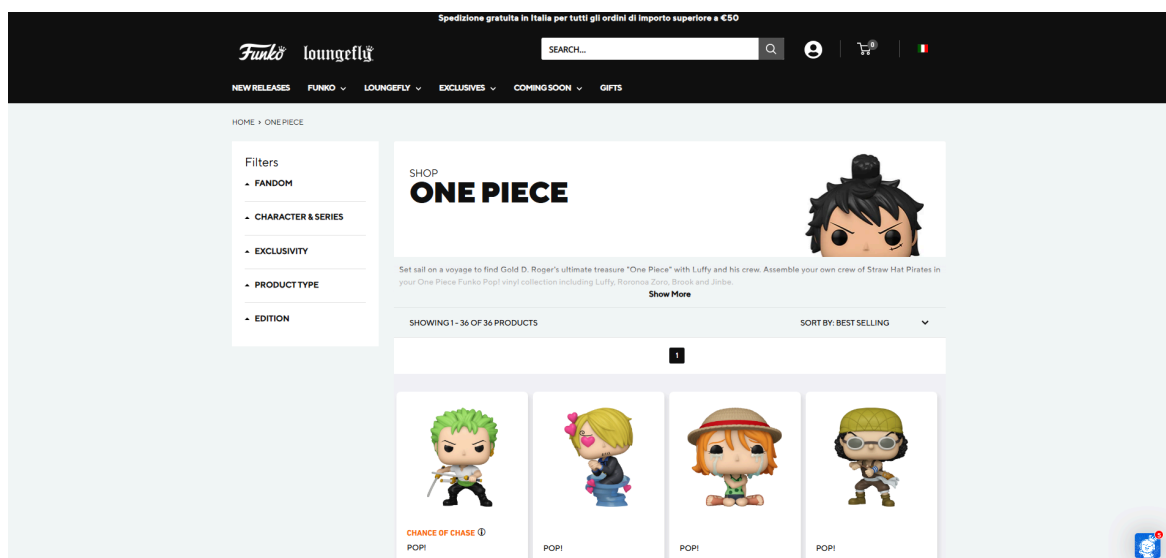 Spedizione gratuita in Italia per tutti gli ordini di importo superiore a €50
Funko
loungefly
SEARCH...
0
NEW RELEASES FUNKO LOUNGEFLY EXCLUSIVES COMING SOON GIFTS
HOME > ONE PIECE
Filters
FANDOM
CHARACTER & SERIES
EXCLUSIVITY
PRODUCT TYPE
EDITION
SHOP
ONE PIECE
Set sail on a voyage to find Gold D. Roger's ultimate treasure "One Piece" with Luffy and his crew. Assemble your own crew of Straw Hat Pirates in
your One Piece Funko Pop! vinyl collection including Luffy, Roronoa Zoro, Brook and Jinbe.
Show More
SHOWING 1 - 36 OF 36 PRODUCTS
SORT BY: BEST SELLING
1
CHANCE OF CHASE
POP!
POP!
POP!
POP!